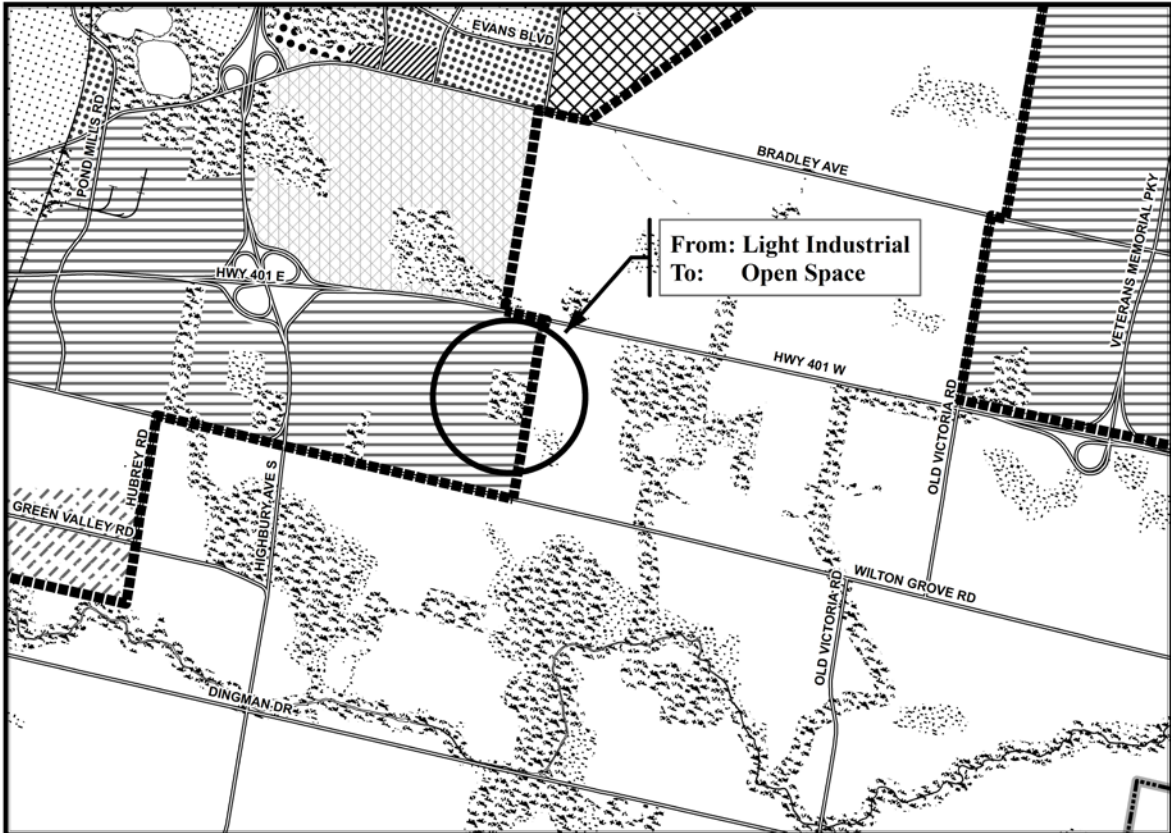 EVANS BLVD
POND MILLS RD
BRADLEY AVE
VETERANS MEMORIAL PKY
From: Light Industrial
To: Open Space
HWY 401 E
HWY 401 W
OLD VICTORIA RD
HUBREY RD
HIGHBURY AVE S
GREEN VALLEY RD
WILTON GROVE RD
OLD VICTORIA RD
DINGMAN DR